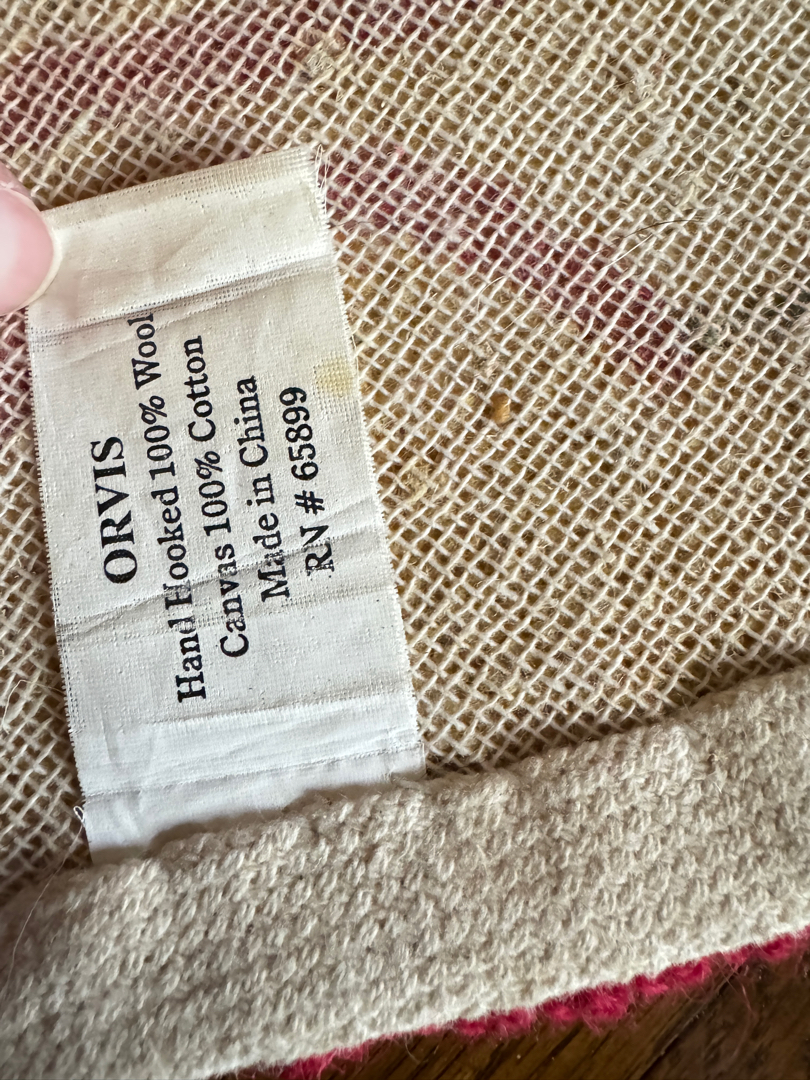 ORVIS
Hand Hooked 100% Wool
Canvas 100% Cotton
Made in China
RN # 65899